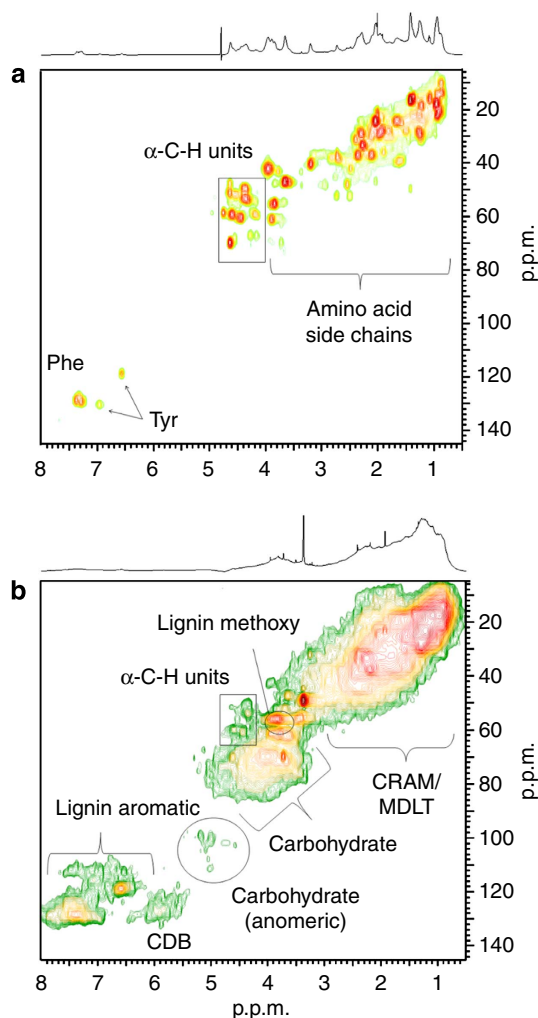 a
α-C-H units
Amino acid
side chains
Phe
Tyr
20
40
60
80
100
120
140
p.p.m.
8 7 6 5 4 3 2 1
b
Lignin methoxy
α-C-H units
CRAM/
MDLT
Lignin aromatic
Carbohydrate
Carbohydrate
(anomeric)
CDB
20
40
60
80
100
120
140
p.p.m.
8 7 6 5 4 3 2 1
p.p.m.